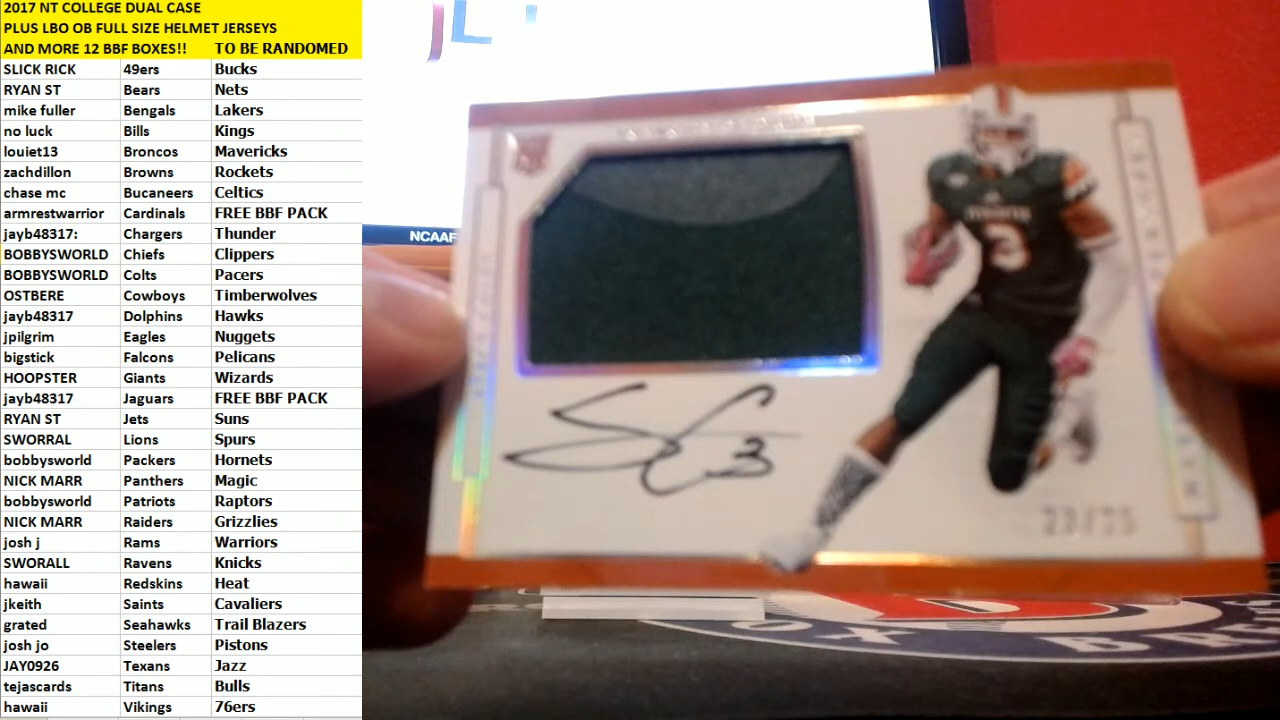 2017 NT COLLEGE DUAL CASE
PLUS LBO OB FULL SIZE HELMET JERSEYS
AND MORE 12 BBF BOXES!! TO BE RANDOMED
SLICK RICK 49ers Bucks
RYAN ST Bears Nets
mike fuller Bengals Lakers
no luck Bills Kings
louiet13 Broncos Mavericks
zachdillon Browns Rockets
chase mc Bucaneers Celtics
armrestwarrior Cardinals FREE BBF PACK
jayb48317: Chargers Thunder
BOBBYSWORLD Chiefs Clippers
BOBBYSWORLD Colts Pacers
OSTBERE Cowboys Timberwolves
jayb48317 Dolphins Hawks
jpilgrim Eagles Nuggets
bigstick Falcons Pelicans
HOOPSTER Giants Wizards
jayb48317 Jaguars FREE BBF PACK
RYAN ST Jets Suns
SWORRAL Lions Spurs
bobbysworld Packers Hornets
NICK MARR Panthers Magic
bobbysworld Patriots Raptors
NICK MARR Raiders Grizzlies
josh j Rams Warriors
SWORALL Ravens Knicks
hawaii Redskins Heat
jkeith Saints Cavaliers
grated Seahawks Trail Blazers
josh jo Steelers Pistons
JAY0926 Texans Jazz
tejascards Titans Bulls
hawaii Vikings 76ers
NCAAF
3
3